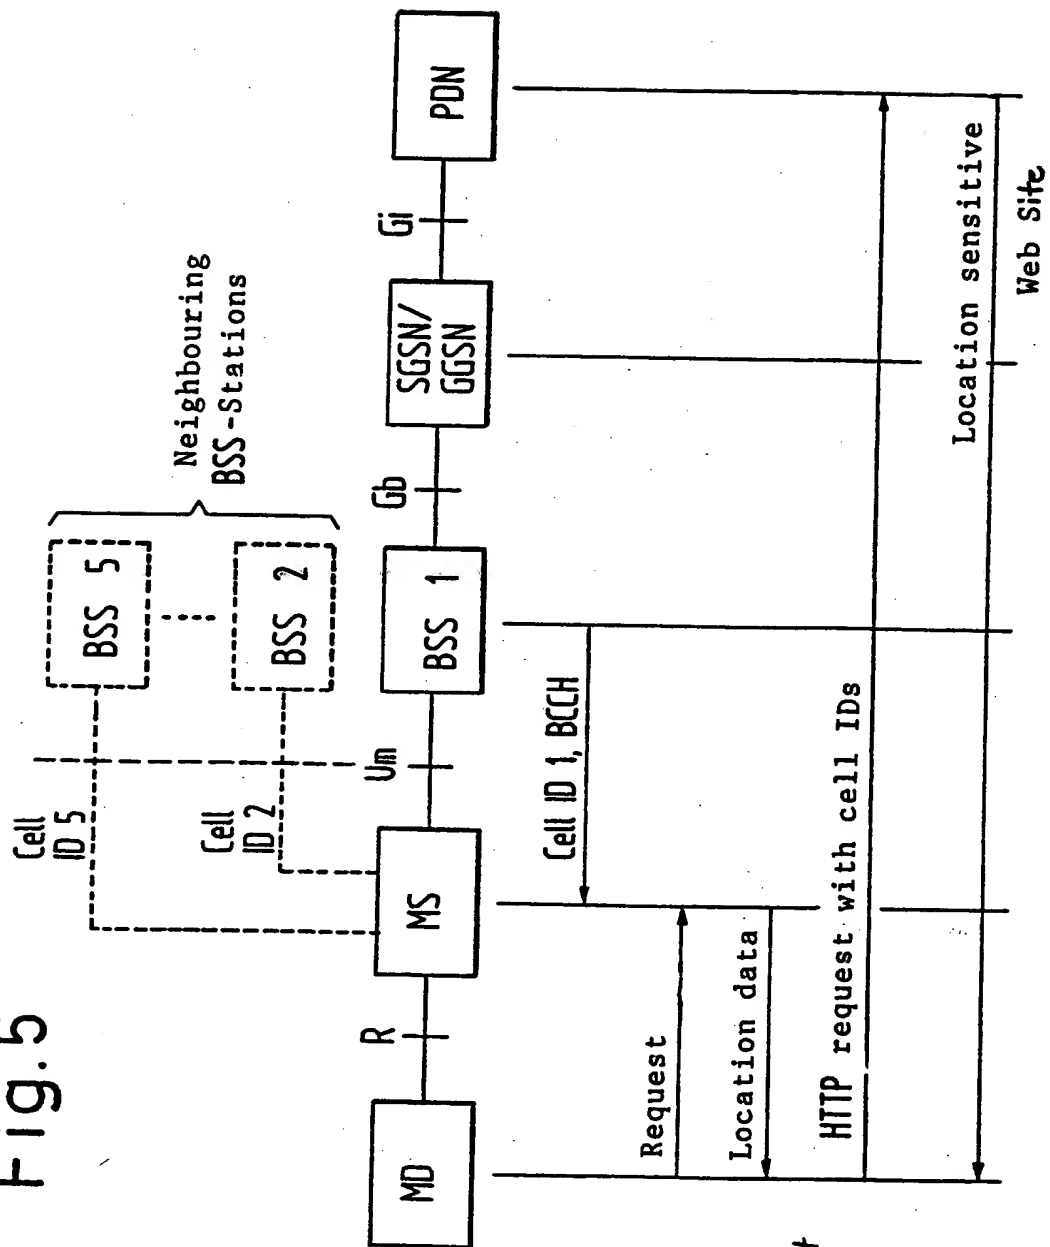 Fig.5
Cell
ID 5
Cell
ID 2
BSS 5
BSS 2
Neighbouring
BSS-Stations
MD
R
MS
Um
BSS 1
Gb
SGSN/
GGSN
Gi
PDN
Cell ID 1, BCCH
Request
Location data
HTTP request with cell IDs
Location sensitive
Web Site